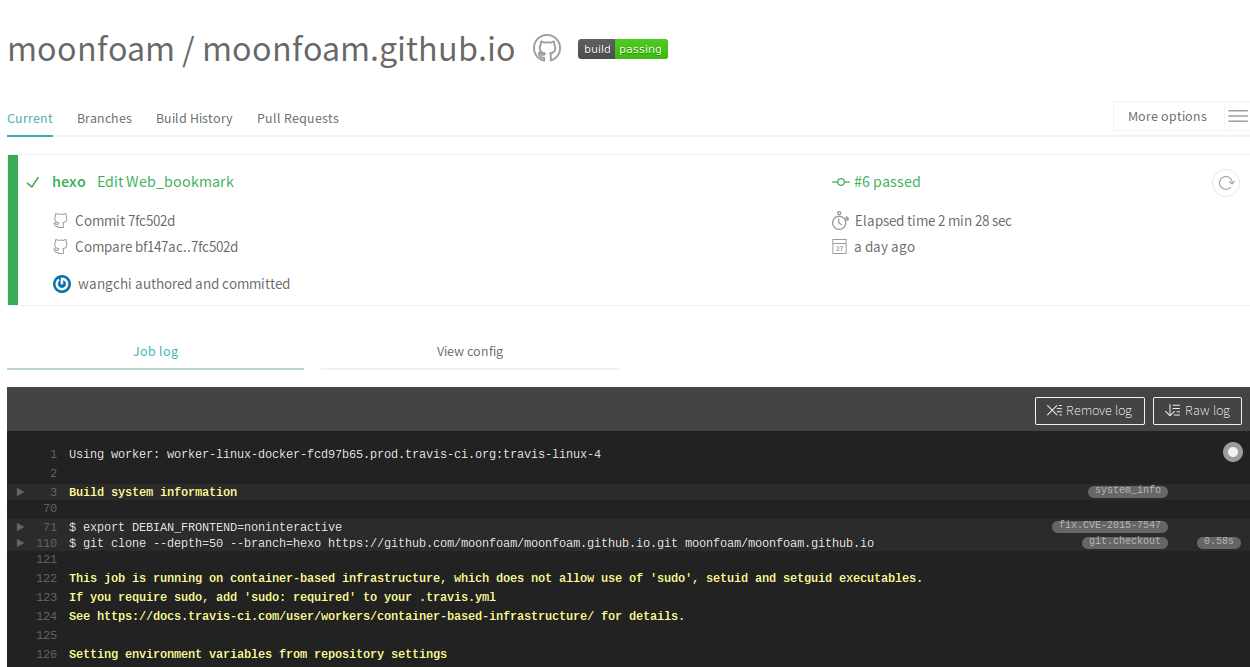 moonfoam / moonfoam.github.io build passing
Current Branches Build History Pull Requests More options
hexo Edit Web_bookmark #6 passed
Commit 7fc502d Elapsed time 2 min 28 sec
Compare bf147ac..7fc502d 27 a day ago
wangchi authored and committed
Job log View config
Remove log Raw log
1 Using worker: worker-linux-docker-fcd97b65.prod.travis-ci.org:travis-linux-4
2
3 Build system information system_info
70
71 $ export DEBIAN_FRONTEND=noninteractive fix.CVE-2015-7547
110 $ git clone --depth=50 --branch=hexo https://github.com/moonfoam/moonfoam.github.io.git moonfoam/moonfoam.github.io git.checkout 0.58s
121
122 This job is running on container-based infrastructure, which does not allow use of 'sudo', setuid and setguid executables.
123 If you require sudo, add 'sudo: required' to your .travis.yml
124 See https://docs.travis-ci.com/user/workers/container-based-infrastructure/ for details.
125
126 Setting environment variables from repository settings